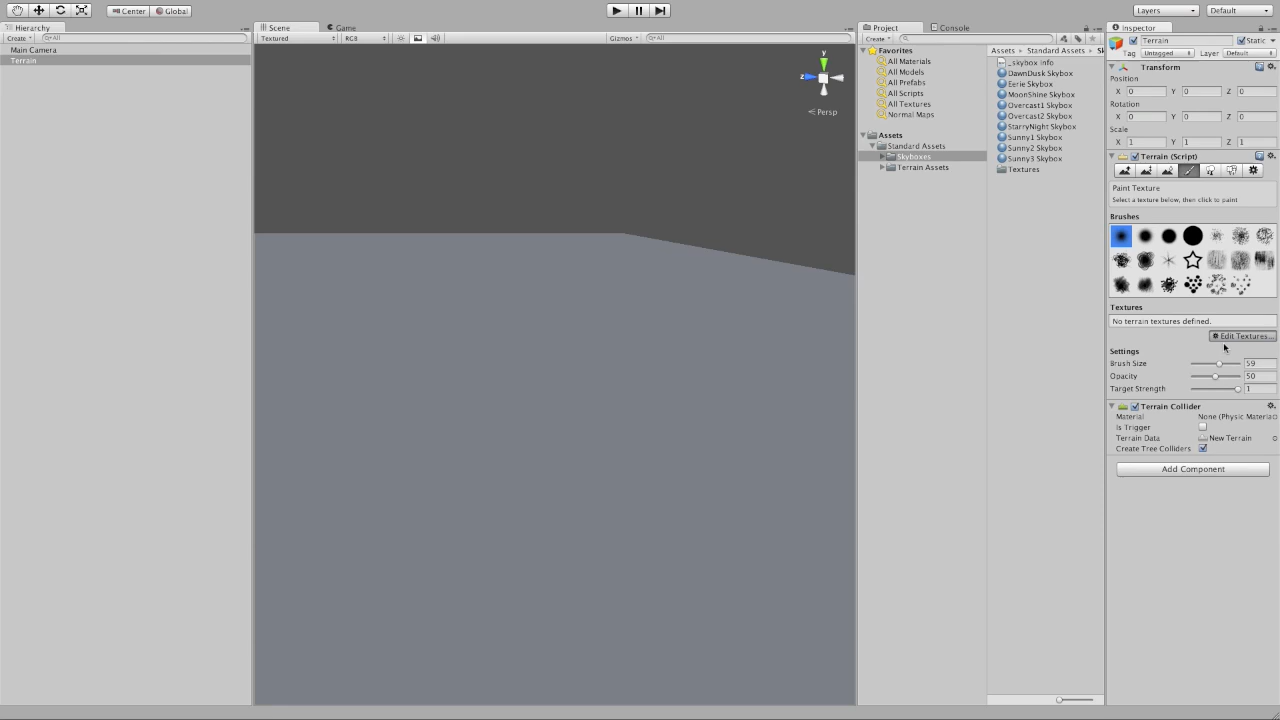 Center Global
Layers Default
Hierarchy
Create All
Main Camera
Terrain
Scene Game
Textured RGB Gizmos All
y
z
Persp
Project Console
Create
Favorites
All Materials
All Models
All Prefabs
All Scripts
All Textures
Normal Maps
Assets
Standard Assets
Skyboxes
Terrain Assets
Assets Standard Assets Sk
_skybox info
DawnDusk Skybox
Eerie Skybox
MoonShine Skybox
Overcast1 Skybox
Overcast2 Skybox
StarryNight Skybox
Sunny1 Skybox
Sunny2 Skybox
Sunny3 Skybox
Textures
Inspector
Terrain Static
Tag Untagged Layer Default
Transform
Position
X 0 Y 0 Z 0
Rotation
X 0 Y 0 Z 0
Scale
X 1 Y 1 Z 1
Terrain (Script)
Paint Texture
Select a texture below, then click to paint
Brushes
Textures
No terrain textures defined.
Edit Textures...
Settings
Brush Size 59
Opacity 50
Target Strength 1
Terrain Collider
Material None (Physic Materia
Is Trigger
Terrain Data New Terrain
Create Tree Colliders
Add Component